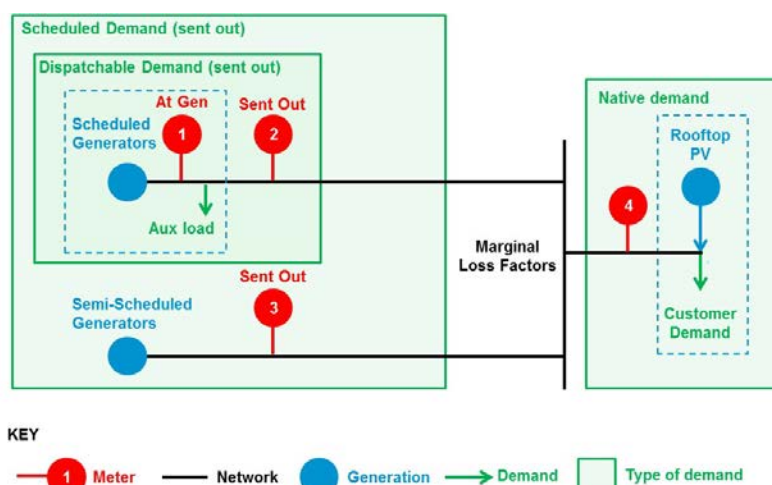 Scheduled Demand (sent out)
Dispatchable Demand (sent out)
At Gen
Sent Out
Scheduled
Generators
1
2
Aux load
Sent Out
Semi-Scheduled
Generators
3
Marginal
Loss Factors
Native demand
Rooftop
PV
4
Customer
Demand
KEY
1 Meter
Network
Generation
Demand
Type of demand